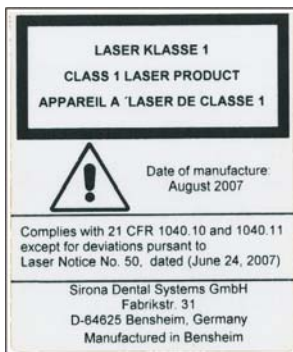 LASER KLASSE 1
CLASS 1 LASER PRODUCT
APPAREIL A ´LASER DE CLASSE 1
Date of manufacture:
August 2007
Complies with 21 CFR 1040.10 and 1040.11
except for deviations pursuant to
Laser Notice No. 50, dated (June 24, 2007)
Sirona Dental Systems GmbH
Fabrikstr. 31
D-64625 Bensheim, Germany
Manufactured in Bensheim